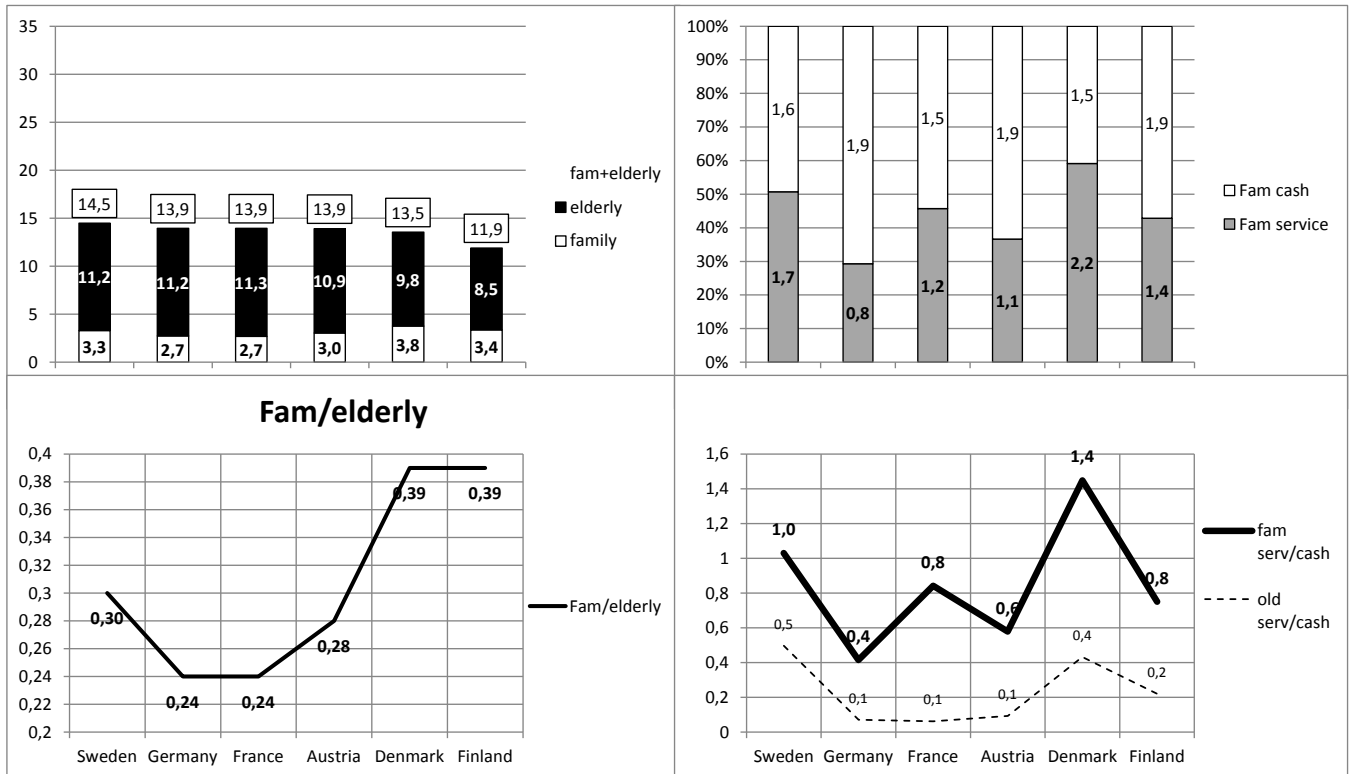 35
30
25
20
15
10
5
0
14,5 13,9 13,9 13,9 13,5 11,9
11,2 11,2 11,3 10,9 9,8 8,5
3,3 2,7 2,7 3,0 3,8 3,4
fam+elderly
elderly
family
100%
90%
80%
70%
60%
50%
40%
30%
20%
10%
0%
1,6 1,9 1,5 1,9 1,5 1,9
1,7 0,8 1,2 1,1 2,2 1,4
Fam cash
Fam service
Fam/elderly
0,4
0,38
0,36
0,34
0,32
0,3
0,28
0,26
0,24
0,22
0,2
0,30 0,24 0,24 0,28 0,39 0,39
Fam/elderly
Sweden Germany France Austria Denmark Finland
1,6
1,4
1,2
1
0,8
0,6
0,4
0,2
0
1,0 0,4 0,8 0,6 1,4 0,8
0,5 0,1 0,1 0,1 0,4 0,2
fam
serv/cash
old
serv/cash
Sweden Germany France Austria Denmark Finland